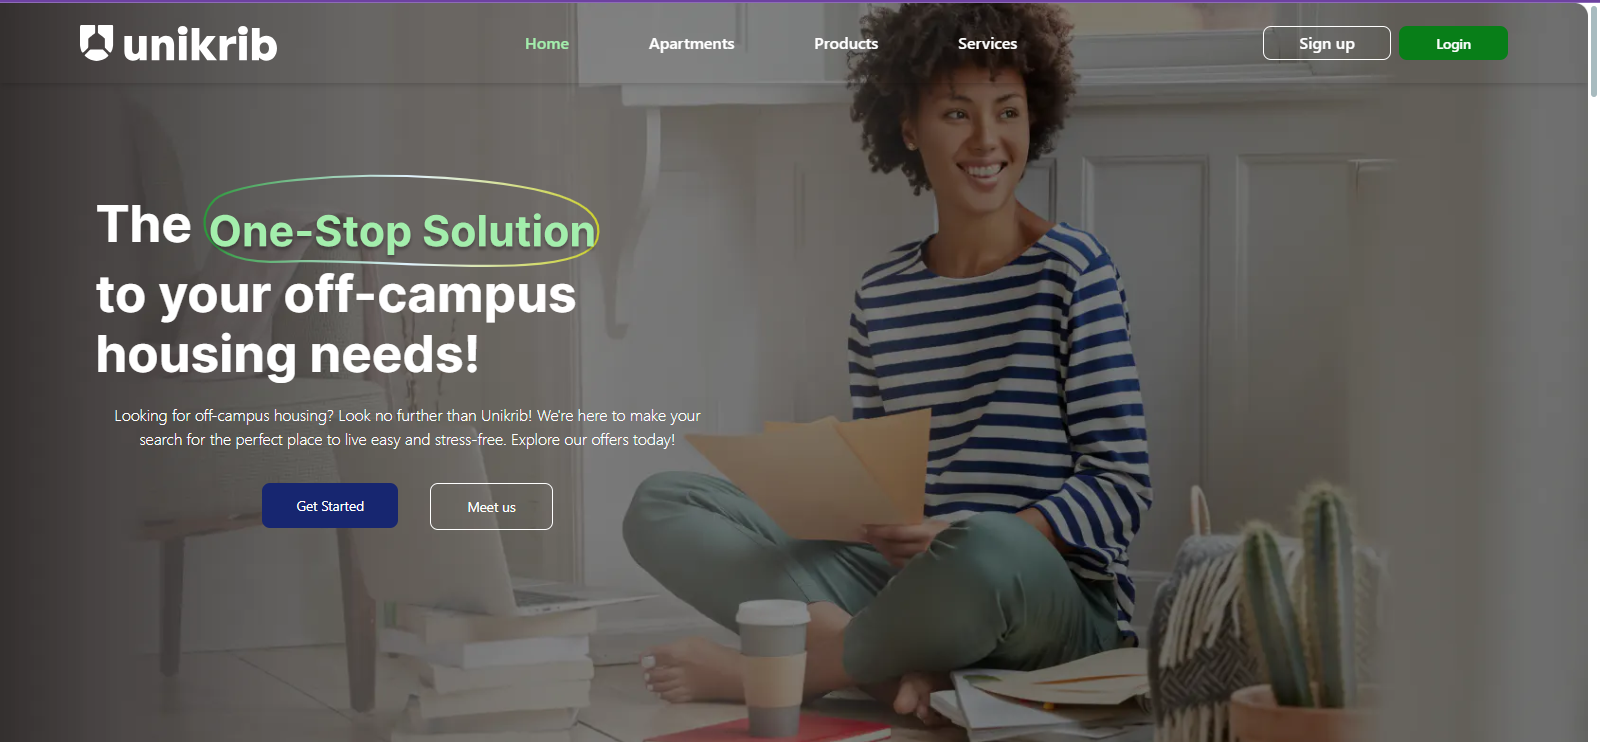 unikrib
Home
Apartments
Products
Services
Sign up
Login
The One-Stop Solution
to your off-campus
housing needs!
Looking for off-campus housing? Look no further than Unikrib! We're here to make your
search for the perfect place to live easy and stress-free. Explore our offers today!
Get Started
Meet us